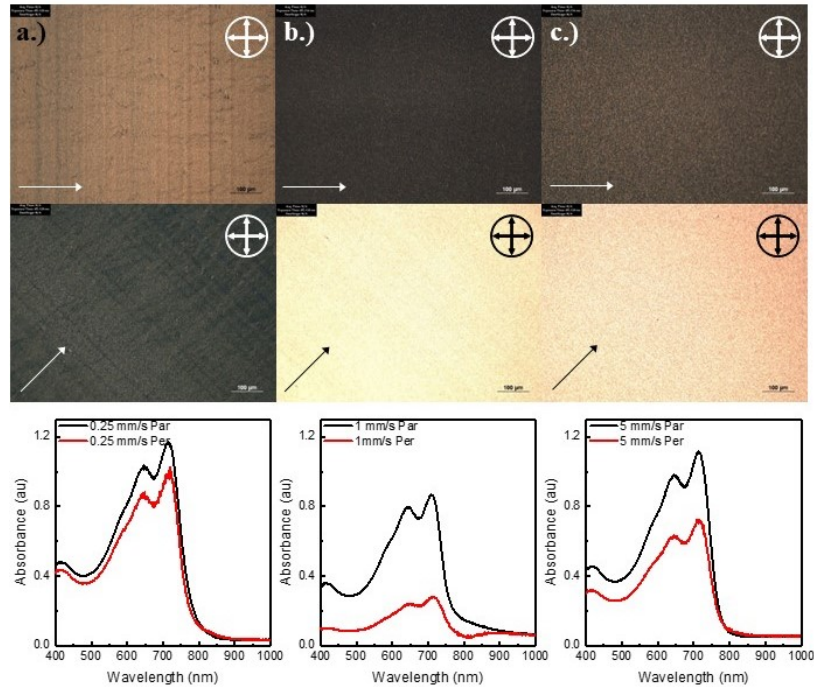 a.)
b.)
c.)
100 µm
100 µm
100 µm
100 µm
100 µm
100 µm
0.25 mm/s Par
0.25 mm/s Per
1.2
0.8
0.4
0.0
Absorbance (au)
400 500 600 700 800 900 1000
Wavelength (nm)
1 mm/s Par
1mm/s Per
1.2
0.8
0.4
0.0
Absorbance (au)
400 500 600 700 800 900 1000
Wavelength (nm)
5 mm/s Par
5 mm/s Per
1.2
0.8
0.4
0.0
Absorbance (au)
400 500 600 700 800 900 1000
Wavelength (nm)